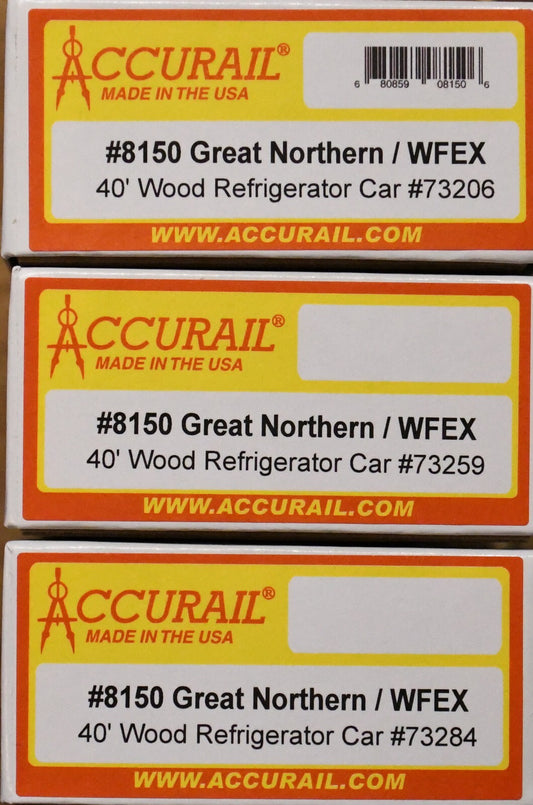 ACCURAIL®
MADE IN THE USA
6 80859 08150 6
#8150 Great Northern / WFEX
40' Wood Refrigerator Car #73206
WWW.ACCURAIL.COM
ACCURAIL®
MADE IN THE USA
#8150 Great Northern / WFEX
40' Wood Refrigerator Car #73259
WWW.ACCURAIL.COM
ACCURAIL®
MADE IN THE USA
#8150 Great Northern / WFEX
40' Wood Refrigerator Car #73284
WWW.ACCURAIL.COM